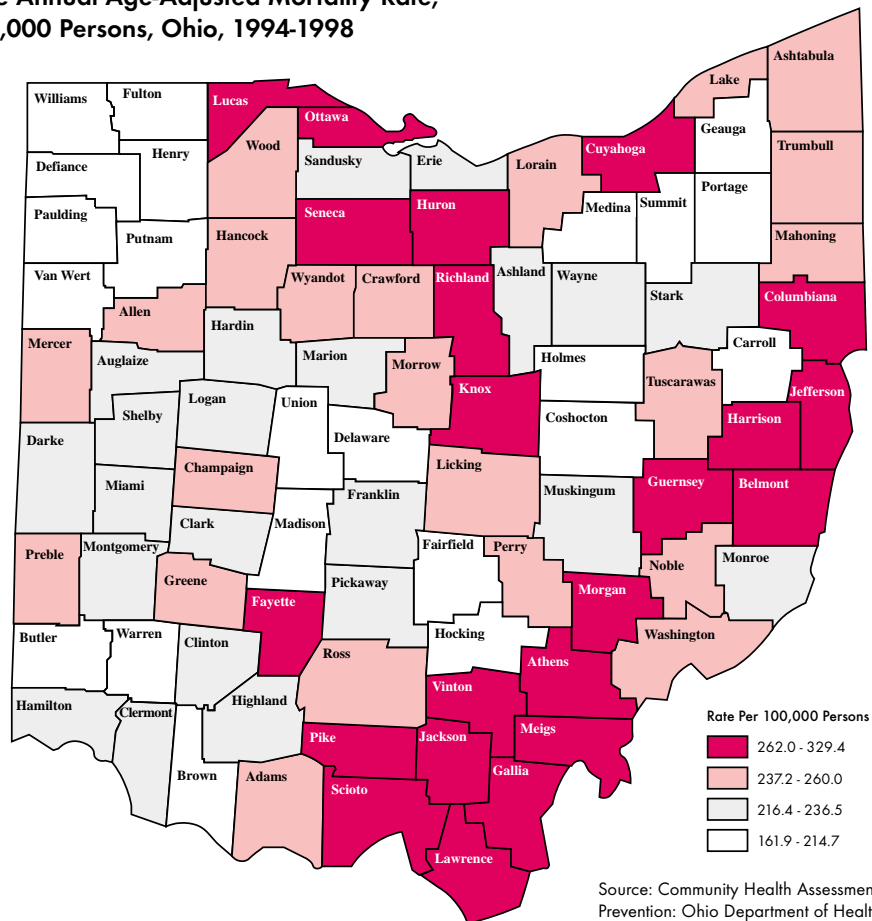 Annual Age-Adjusted Mortality Rate,
,000 Persons, Ohio, 1994-1998
Ashtabula
Lake
Williams
Fulton
Lucas
Ottawa
Geauga
Wood
Henry
Sandusky
Erie
Lorain
Cuyahoga
Trumbull
Defiance
Portage
Paulding
Seneca
Huron
Medina
Summit
Putnam
Hancock
Mahoning
Van Wert
Wyandot
Crawford
Richland
Ashland
Wayne
Stark
Columbiana
Allen
Hardin
Mercer
Auglaize
Marion
Morrow
Holmes
Carroll
Tuscarawas
Knox
Jefferson
Logan
Union
Shelby
Coshocton
Harrison
Darke
Delaware
Champaign
Licking
Miami
Franklin
Muskingum
Guernsey
Belmont
Clark
Madison
Montgomery
Fairfield
Perry
Preble
Noble
Monroe
Greene
Pickaway
Fayette
Morgan
Butler
Warren
Hocking
Washington
Clinton
Ross
Athens
Vinton
Hamilton
Clermont
Highland
Rate Per 100,000 Persons
Pike
Jackson
Meigs
262.0 - 329.4
Brown
Adams
Gallia
237.2 - 260.0
Scioto
216.4 - 236.5
161.9 - 214.7
Lawrence
Source: Community Health Assessmen
Prevention: Ohio Department of Healt